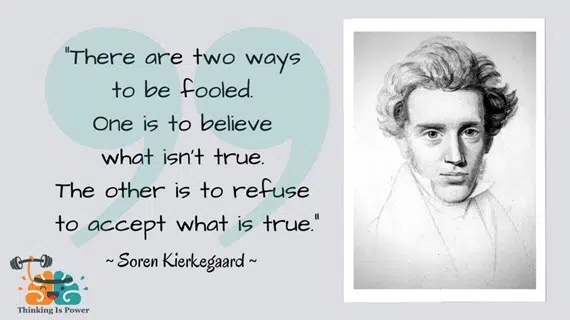 "There are two ways
to be fooled.
One is to believe
what isn't true.
The other is to refuse
to accept what is true."
~ Soren Kierkegaard ~
Thinking Is Power